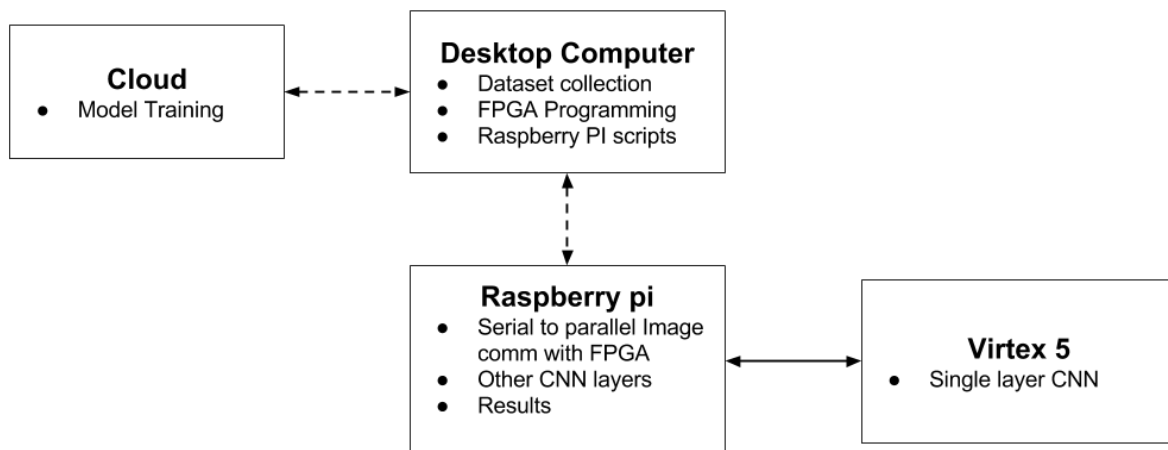 Cloud
● Model Training
Desktop Computer
● Dataset collection
● FPGA Programming
● Raspberry PI scripts
Raspberry pi
● Serial to parallel Image
comm with FPGA
● Other CNN layers
● Results
Virtex 5
● Single layer CNN